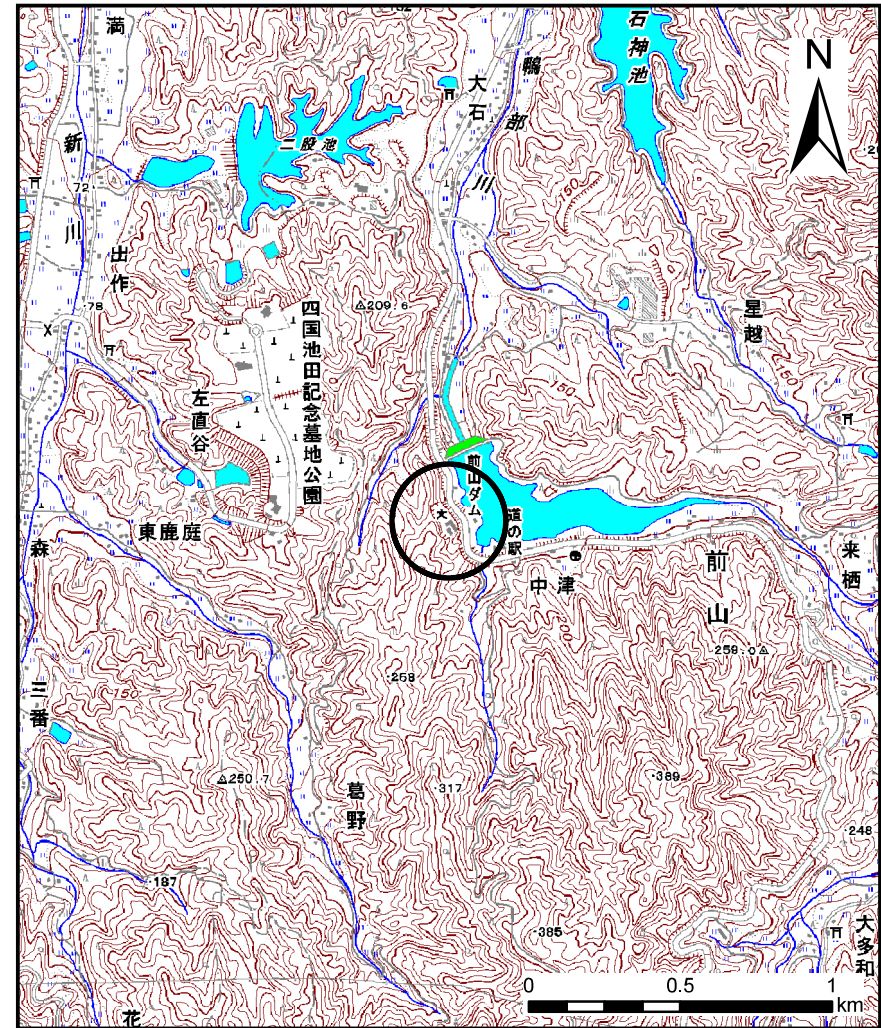 満
石神池
N
鴨部川
大石
二股池
新川
72
150
出作
78
209.6
四国池田記念墓地公園
星越
150
150
左直谷
前山ダム
道の駅
東鹿庭
森
中津
前山
来栖
200
259.0
258
三番
150
250.7
317
389
葛野
248
187
385
大多和
花
0 0.5 1
km